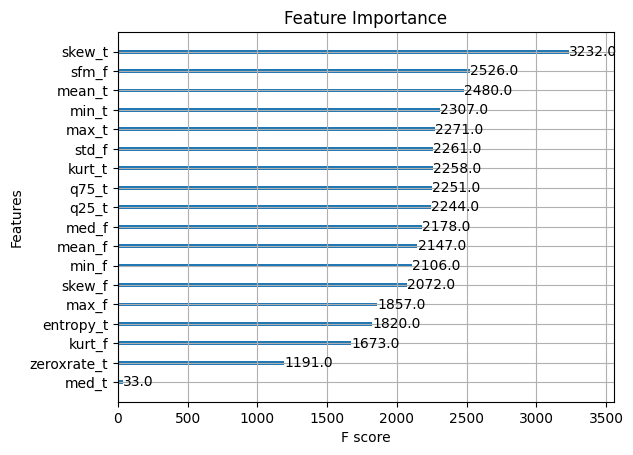 Feature Importance
skew_t 3232.0
sfm_f 2526.0
mean_t 2480.0
min_t 2307.0
max_t 2271.0
std_f 2261.0
kurt_t 2258.0
q75_t 2251.0
q25_t 2244.0
med_f 2178.0
mean_f 2147.0
min_f 2106.0
skew_f 2072.0
max_f 1857.0
entropy_t 1820.0
kurt_f 1673.0
zeroxrate_t 1191.0
med_t 33.0
Features
0 500 1000 1500 2000 2500 3000 3500
F score